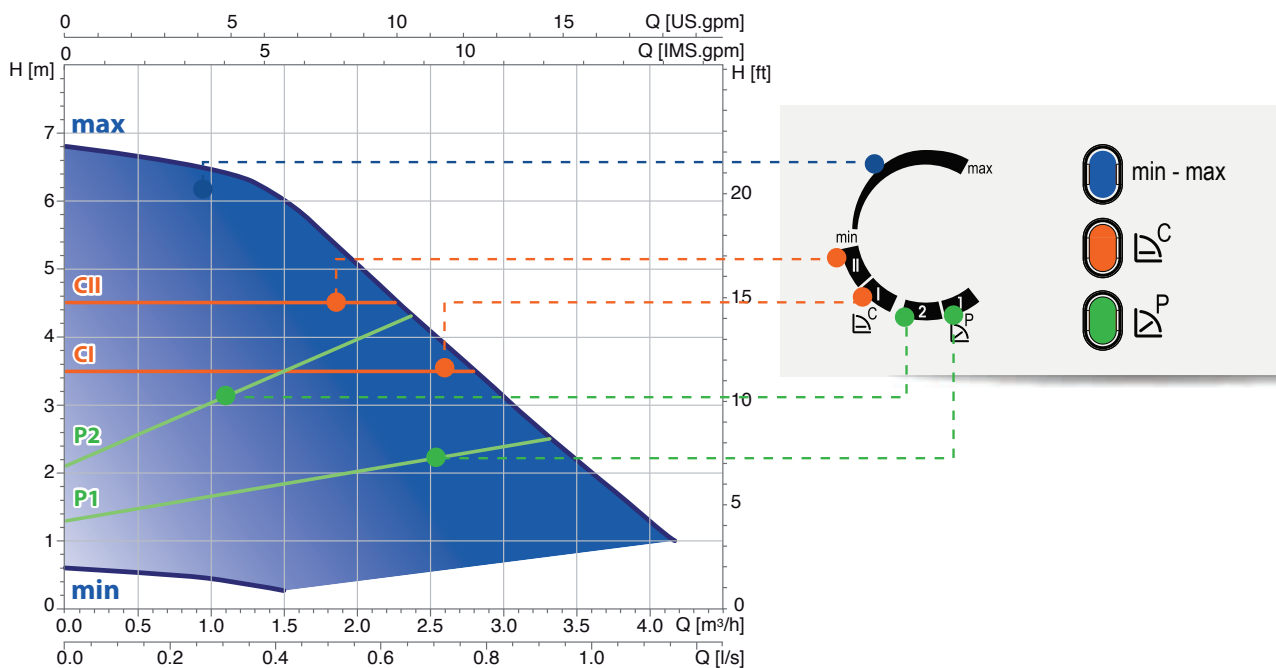 0 5 10 15 Q [US.gpm]
0 5 10 Q [IMS.gpm]
H [m] H [ft]
7 max
6 20
5
CII
15
4
CI
3 10
P2
2
P1
5
1
min
0 0
0.0 0.5 1.0 1.5 2.0 2.5 3.0 3.5 4.0 Q [m³/h]
0.0 0.2 0.4 0.6 0.8 1.0 Q [l/s]
max
min
II
I
C
2
1
P
min - max
C
P